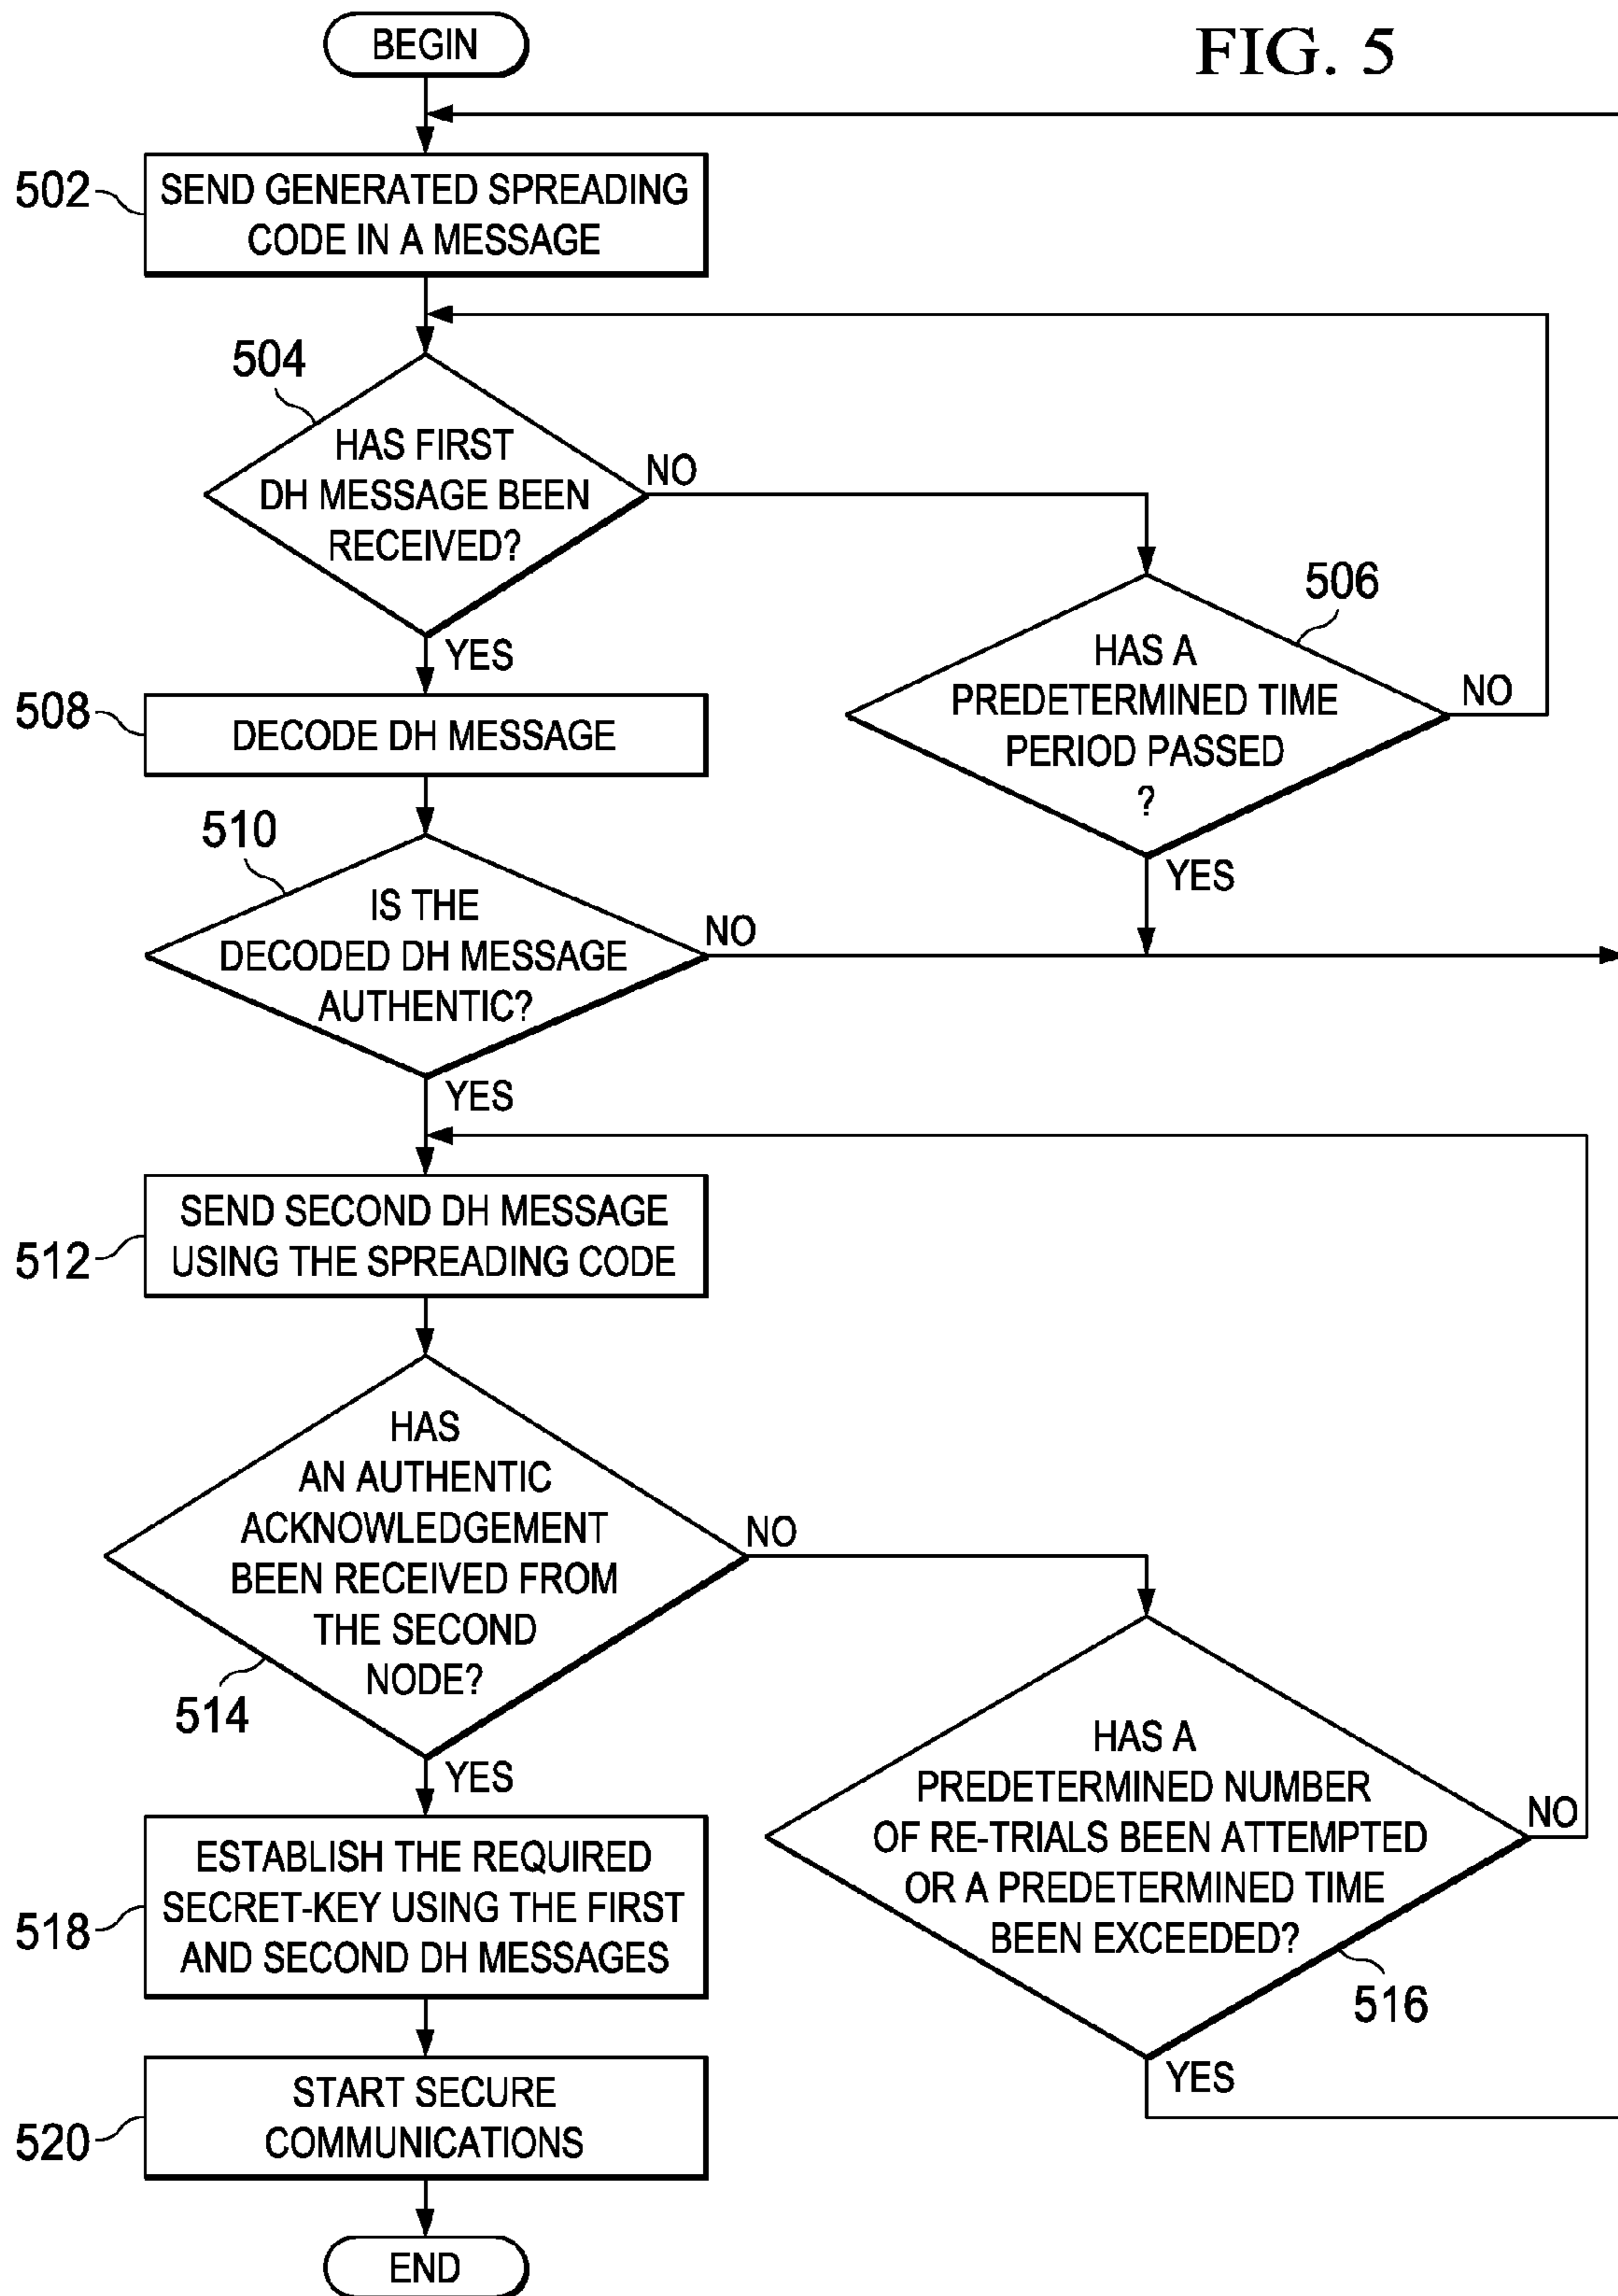 FIG. 5
BEGIN
502
SEND GENERATED SPREADING
CODE IN A MESSAGE
504
HAS FIRST
DH MESSAGE BEEN
RECEIVED?
NO
YES
506
HAS A
PREDETERMINED TIME
PERIOD PASSED
?
NO
YES
508
DECODE DH MESSAGE
510
IS THE
DECODED DH MESSAGE
AUTHENTIC?
NO
YES
512
SEND SECOND DH MESSAGE
USING THE SPREADING CODE
514
HAS
AN AUTHENTIC
ACKNOWLEDGEMENT
BEEN RECEIVED FROM
THE SECOND
NODE?
NO
YES
516
HAS A
PREDETERMINED NUMBER
OF RE-TRIALS BEEN ATTEMPTED
OR A PREDETERMINED TIME
BEEN EXCEEDED?
NO
YES
518
ESTABLISH THE REQUIRED
SECRET-KEY USING THE FIRST
AND SECOND DH MESSAGES
520
START SECURE
COMMUNICATIONS
END